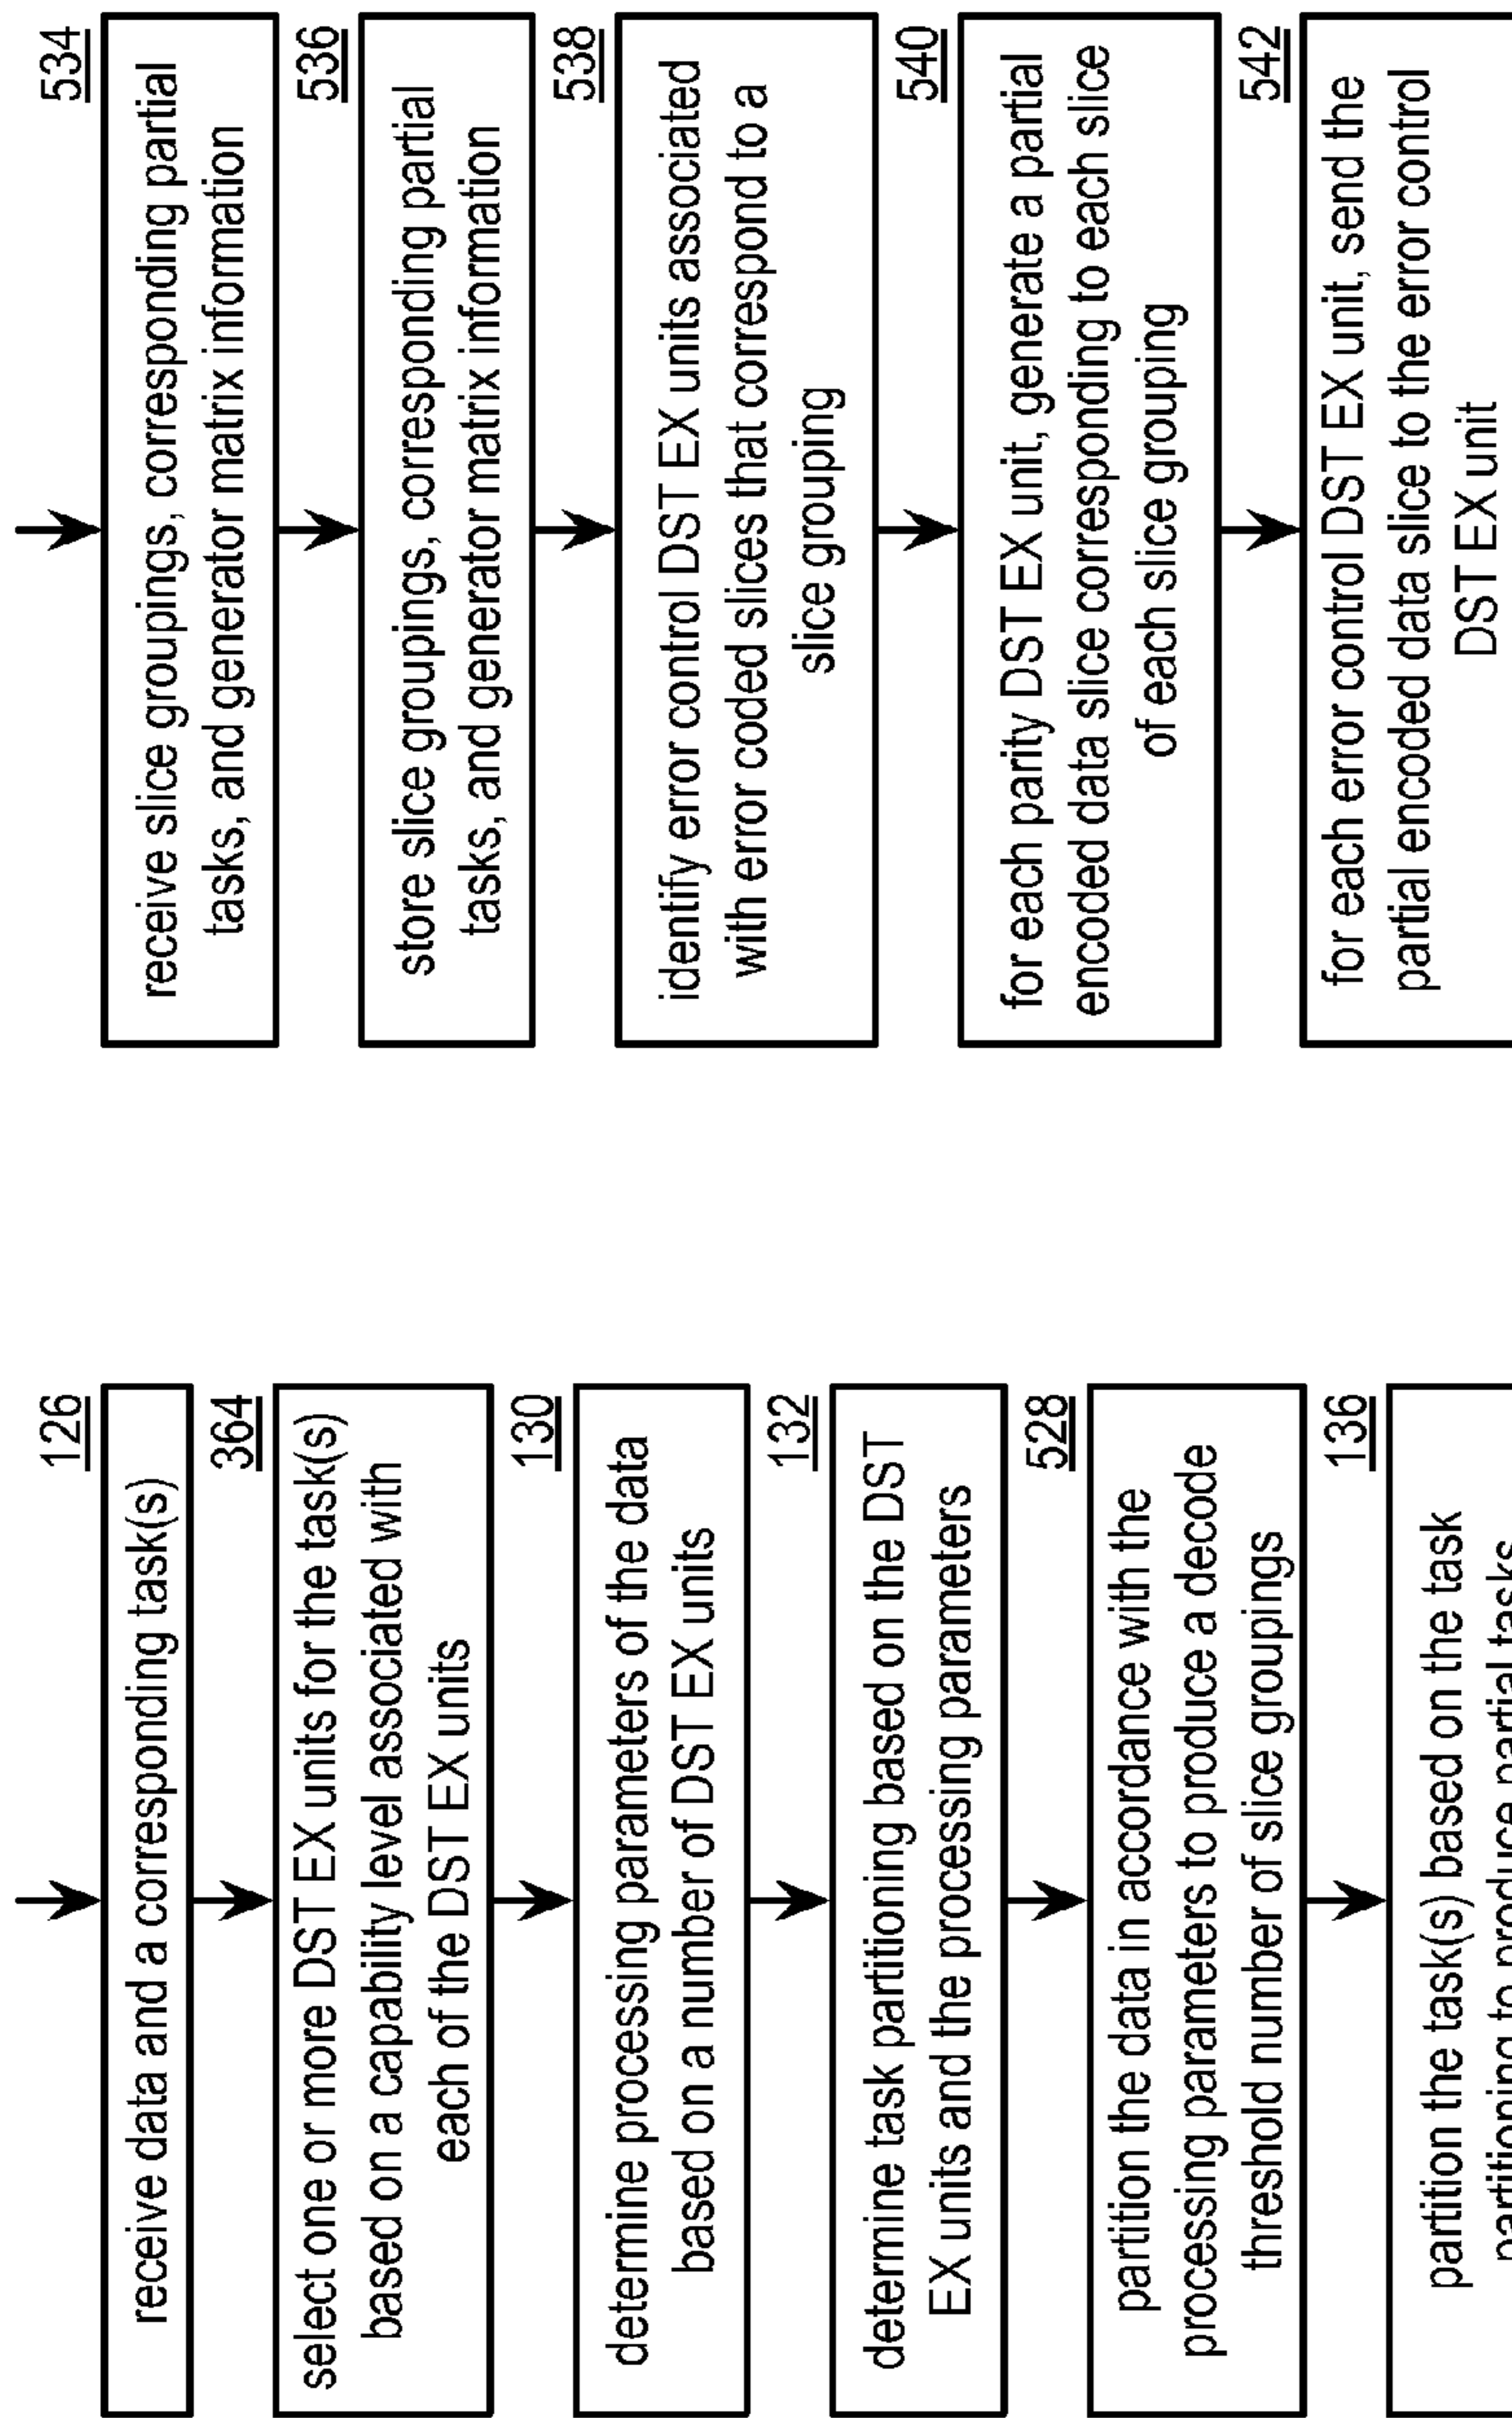 126
receive data and a corresponding task(s)
364
select one or more DST EX units for the task(s)
based on a capability level associated with
each of the DST EX units
130
determine processing parameters of the data
based on a number of DST EX units
132
determine task partitioning based on the DST
EX units and the processing parameters
528
partition the data in accordance with the
processing parameters to produce a decode
threshold number of slice groupings
136
partition the task(s) based on the task
partitioning to produce partial tasks
534
receive slice groupings, corresponding partial
tasks, and generator matrix information
536
store slice groupings, corresponding partial
tasks, and generator matrix information
538
identify error control DST EX units associated
with error coded slices that correspond to a
slice grouping
540
for each parity DST EX unit, generate a partial
encoded data slice corresponding to each slice
of each slice grouping
542
for each error control DST EX unit, send the
partial encoded data slice to the error control
DST EX unit